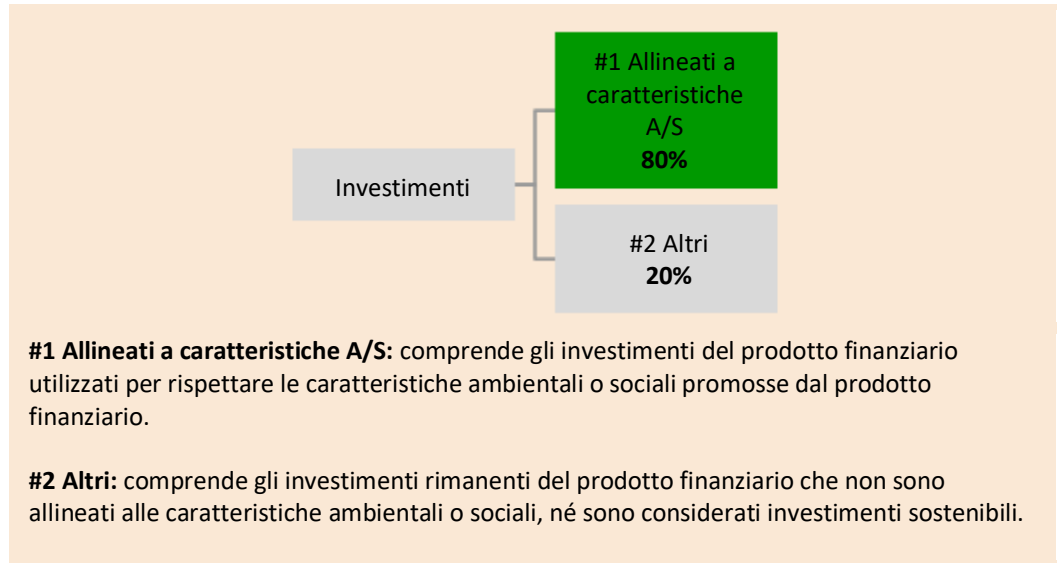 #1 Allineati a
caratteristiche
A/S
80%
Investimenti
#2 Altri
20%
#1 Allineati a caratteristiche A/S: comprende gli investimenti del prodotto finanziario
utilizzati per rispettare le caratteristiche ambientali o sociali promosse dal prodotto
finanziario.
#2 Altri: comprende gli investimenti rimanenti del prodotto finanziario che non sono
allineati alle caratteristiche ambientali o sociali, né sono considerati investimenti sostenibili.